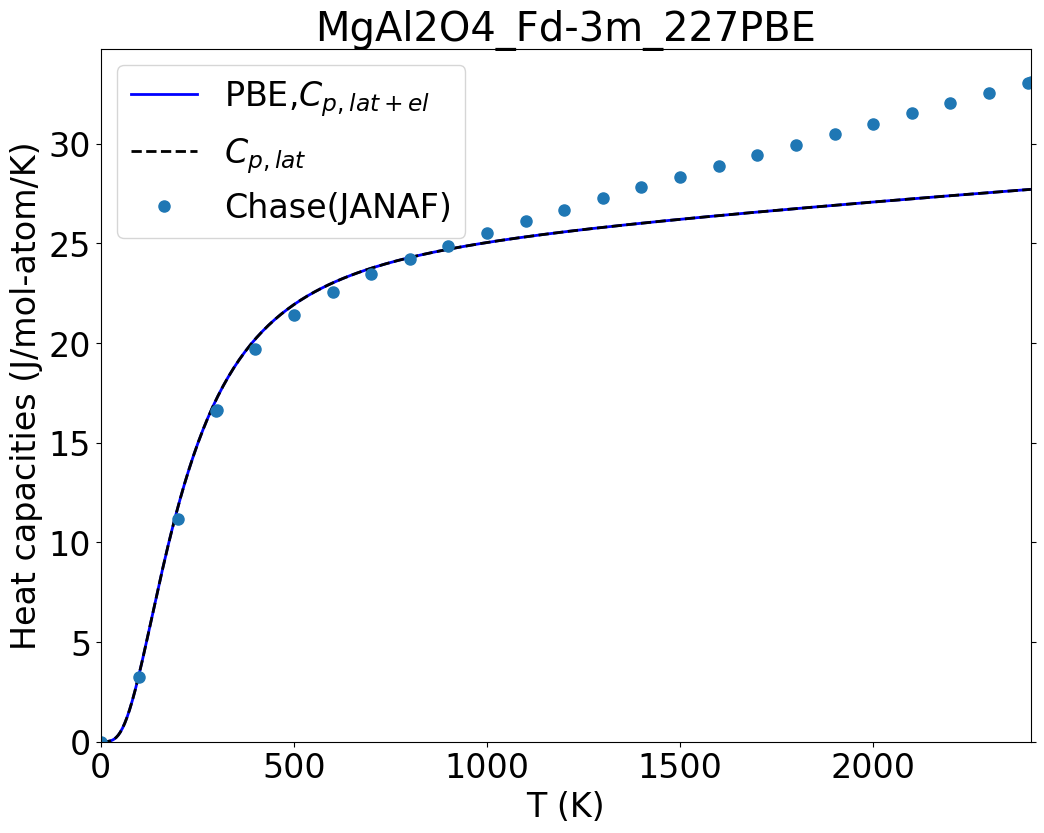 MgAl2O4_Fd-3m_227PBE
PBE,C_{p,lat+el}
C_{p,lat}
Chase(JANAF)
Heat capacities (J/mol-atom/K)
30
25
20
15
10
5
0
0 500 1000 1500 2000
T (K)